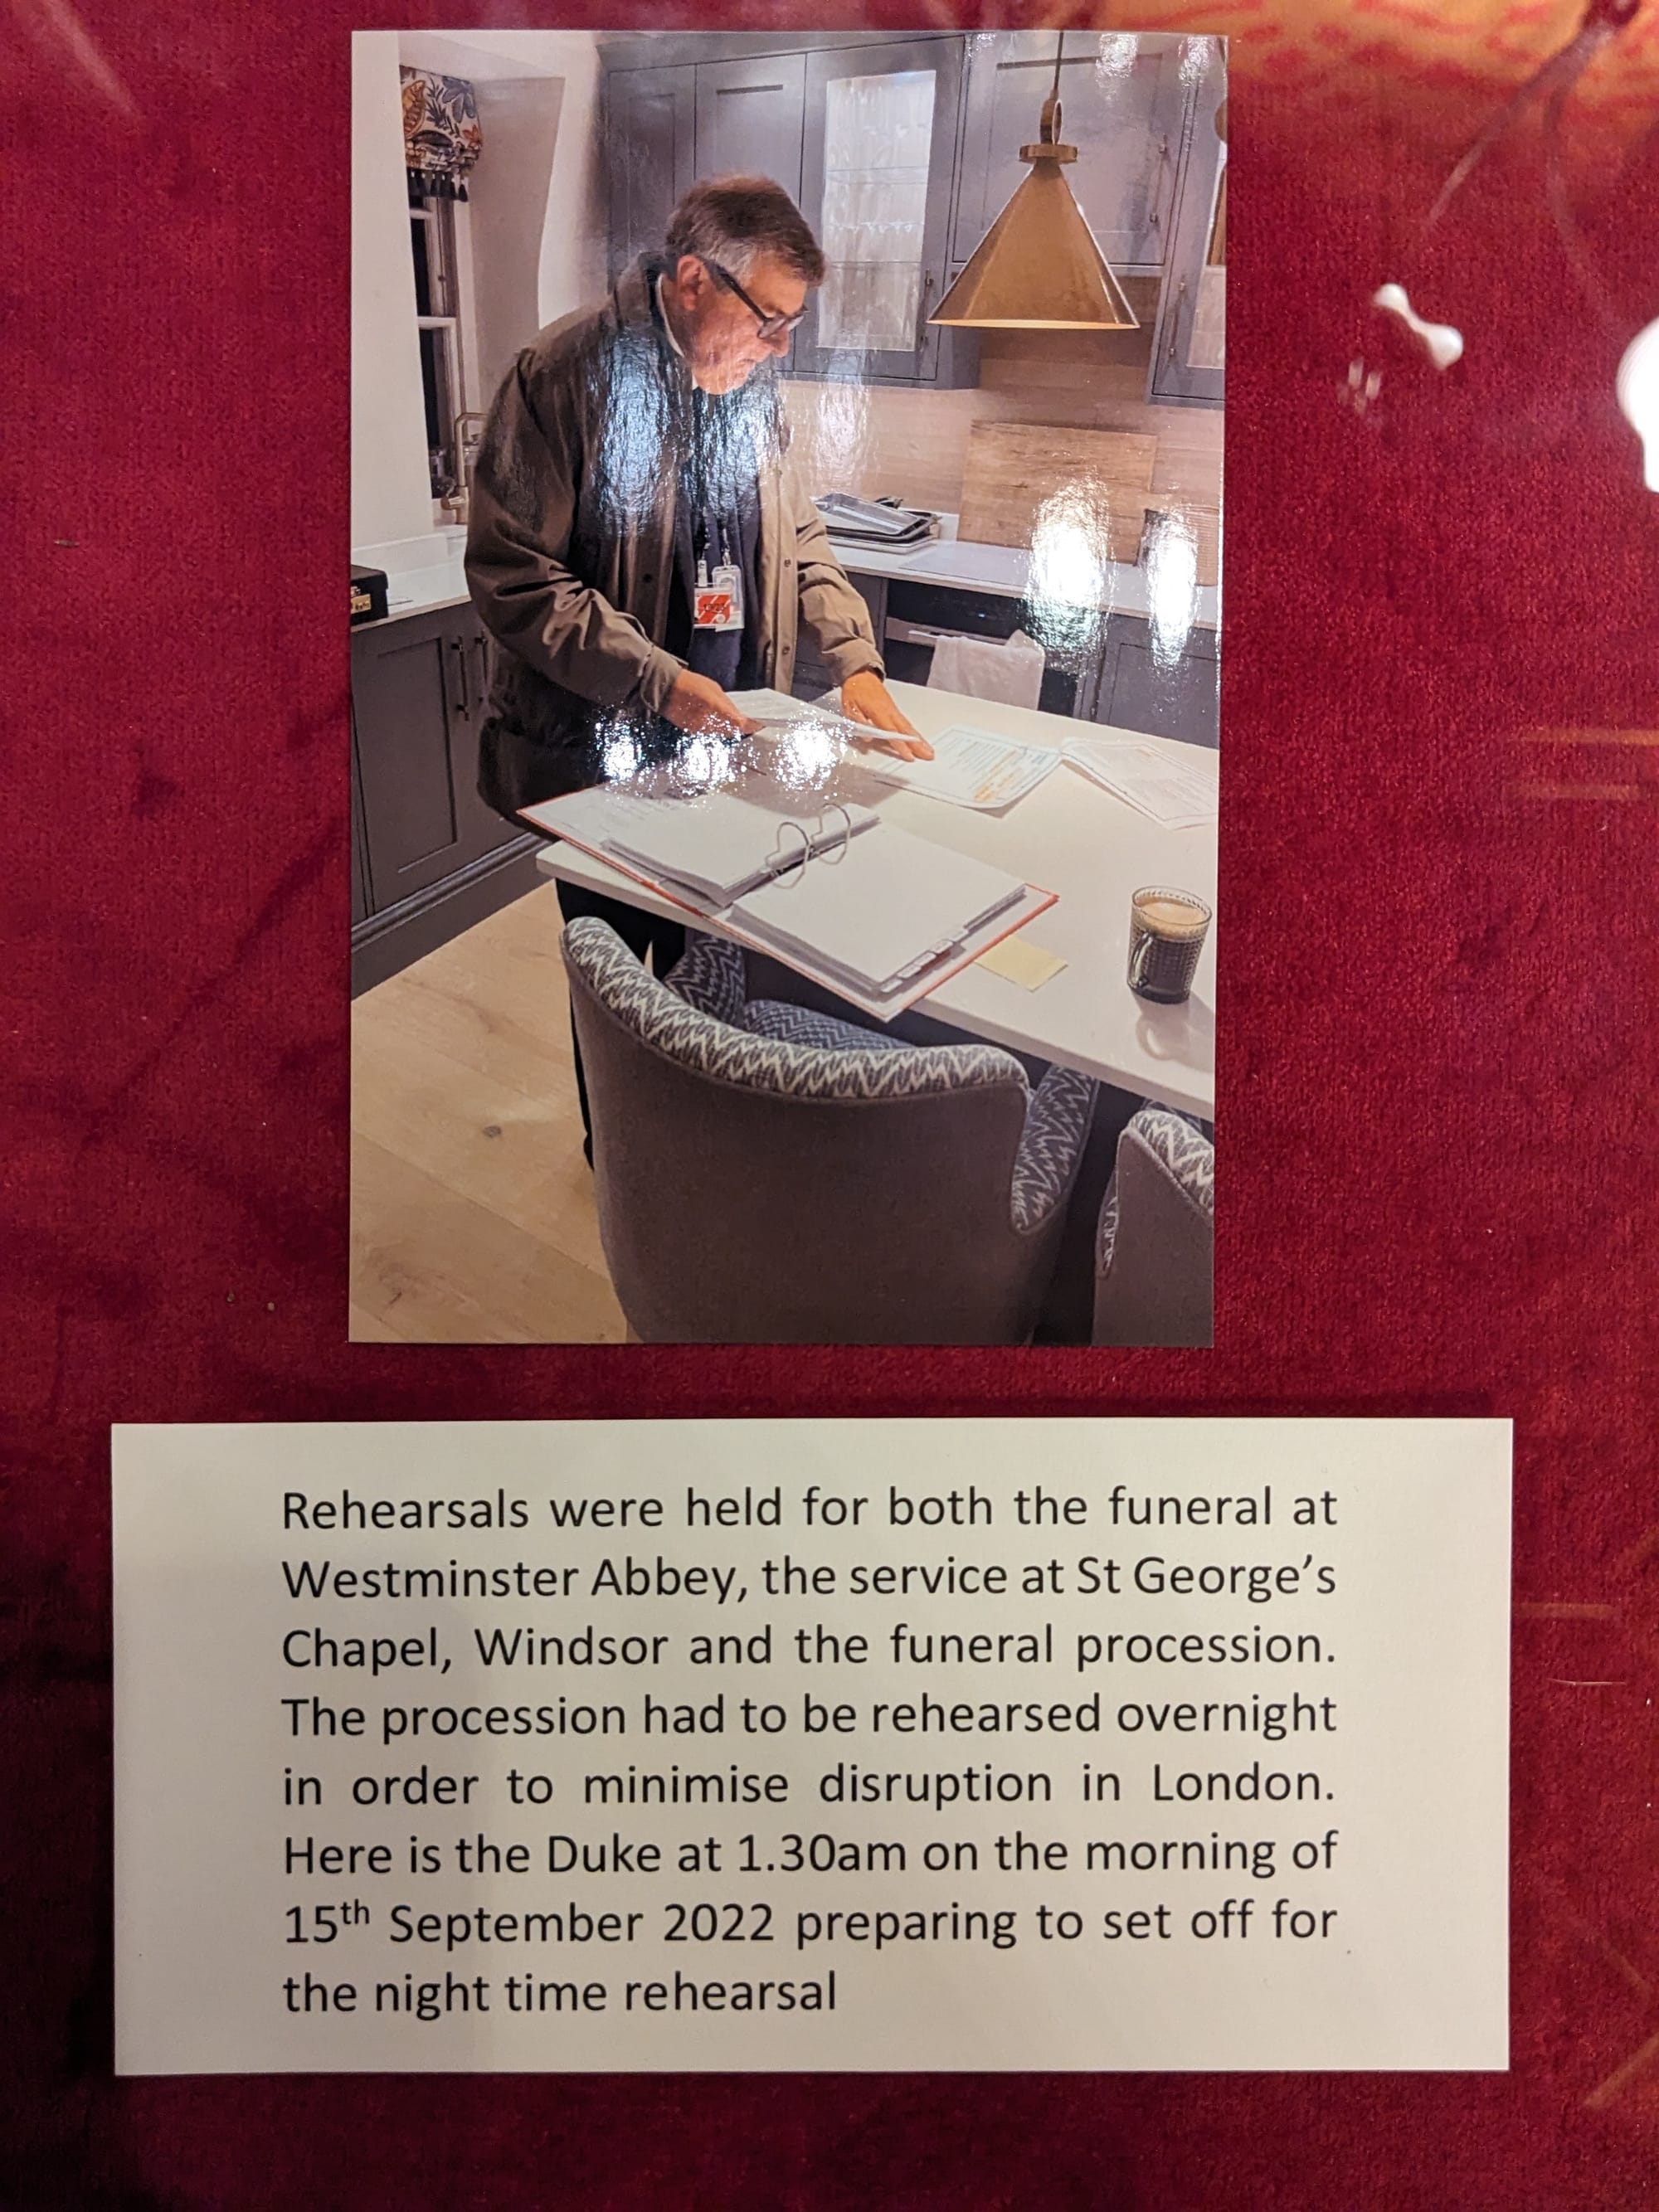 Rehearsals were held for both the funeral at
Westminster Abbey, the service at St George’s
Chapel, Windsor and the funeral procession.
The procession had to be rehearsed overnight
in order to minimise disruption in London.
Here is the Duke at 1.30am on the morning of
15th September 2022 preparing to set off for
the night time rehearsal